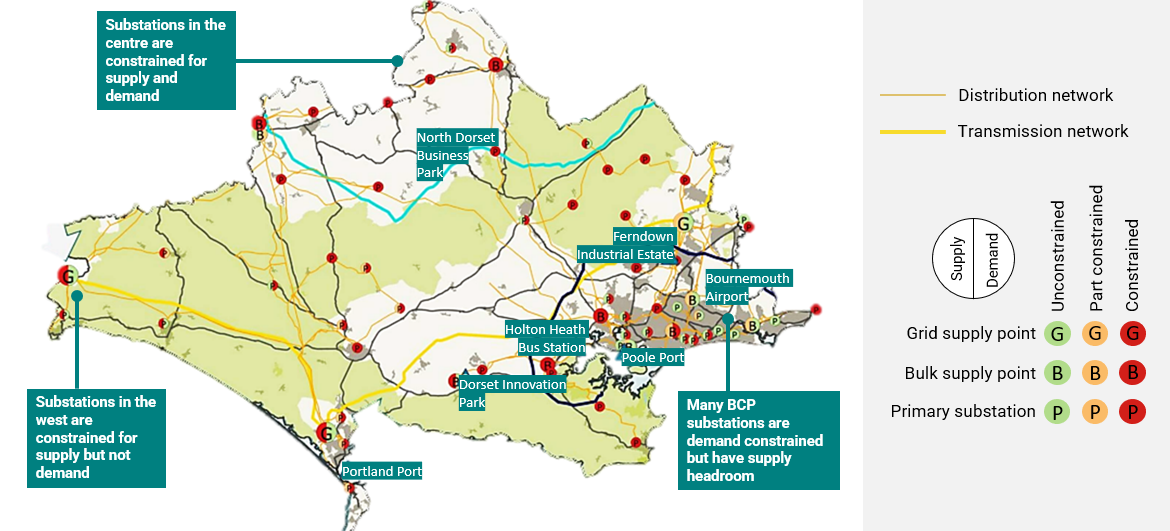 Substations in the
centre are
constrained for
supply and
demand
North Dorset
Business
Park
Ferndown
Industrial Estate
Bournemouth
Airport
Holton Heath
Bus Station
Poole Port
Dorset Innovation
Park
Portland Port
Substations in the
west are
constrained for
supply but not
demand
Many BCP
substations are
demand constrained
but have supply
headroom
Distribution network
Transmission network
Supply
Demand
Unconstrained
Part constrained
Constrained
Grid supply point G G G
Bulk supply point B B B
Primary substation P P P